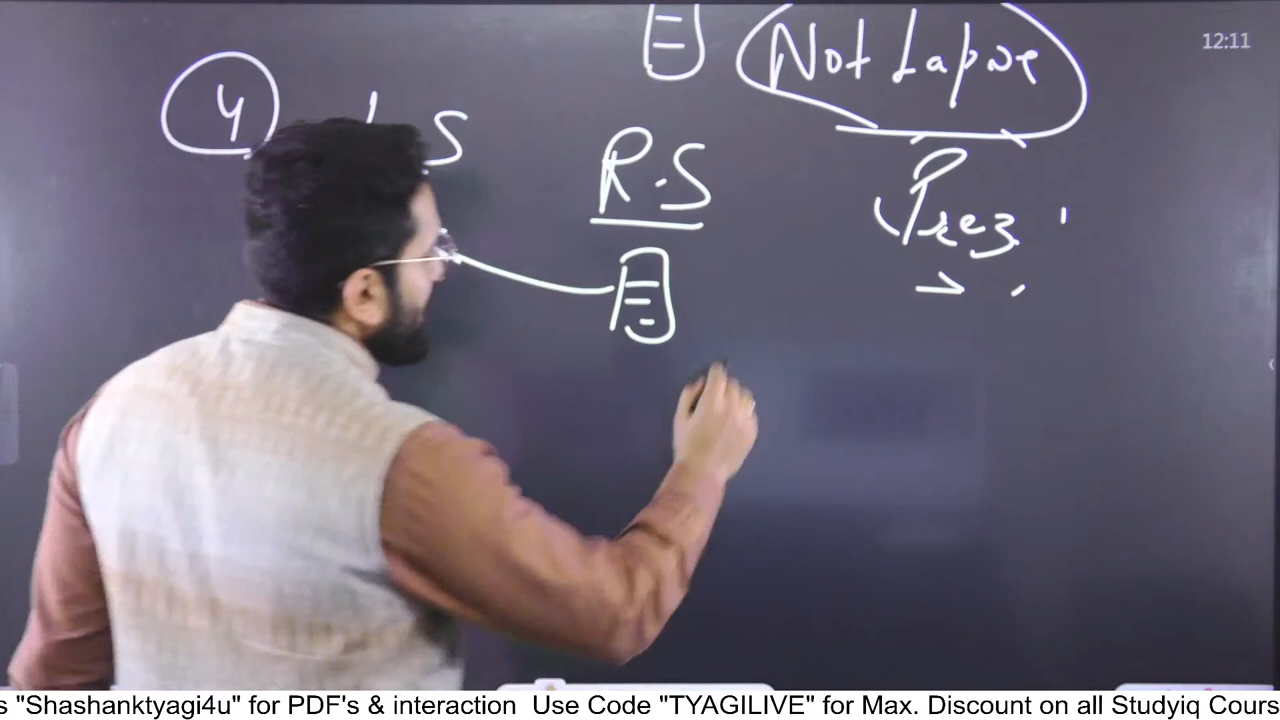 Not Lapse
12:11
4 L S
R.S
Prez.
s "Shashanktyagi4u" for PDF's & interaction Use Code "TYAGILIVE" for Max. Discount on all Studyiq Cours